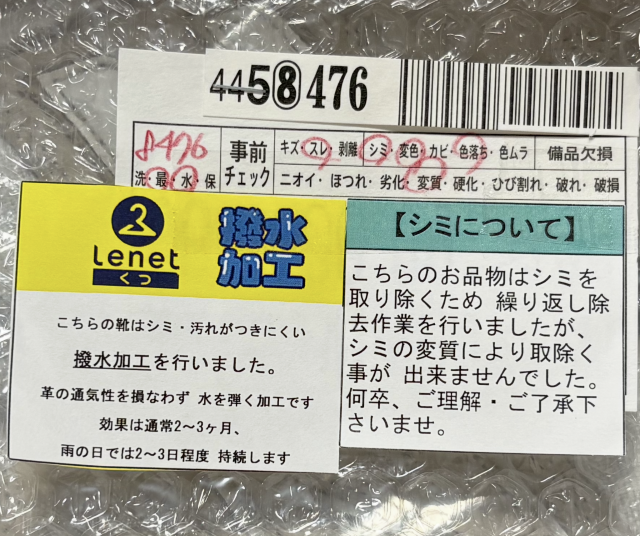 4458476
8476
事前
チェック
キズ・スレ・剥離・シミ・変色・カビ・色落ち・色ムラ
備品欠損
洗・最・水・保
ニオイ・ほつれ・劣化・変質・硬化・ひび割れ・破れ・破損
Lenet
くつ
撥水
加工
こちらの靴はシミ・汚れがつきにくい
撥水加工を行いました。
革の通気性を損なわず 水を弾く加工です
効果は通常2~3ヶ月、
雨の日では2~3日程度 持続します
【シミについて】
こちらのお品物はシミを
取り除くため 繰り返し除
去作業を行いましたが、
シミの変質により取除く
事が 出来ませんでした。
何卒、ご理解・ご了承下
さいませ。